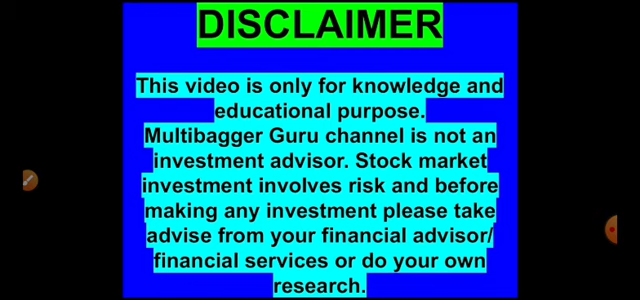 DISCLAIMER
This video is only for knowledge and
educational purpose.
Multibagger Guru channel is not an
investment advisor. Stock market
investment involves risk and before
making any investment please take
advise from your financial advisor/
financial services or do your own
research.